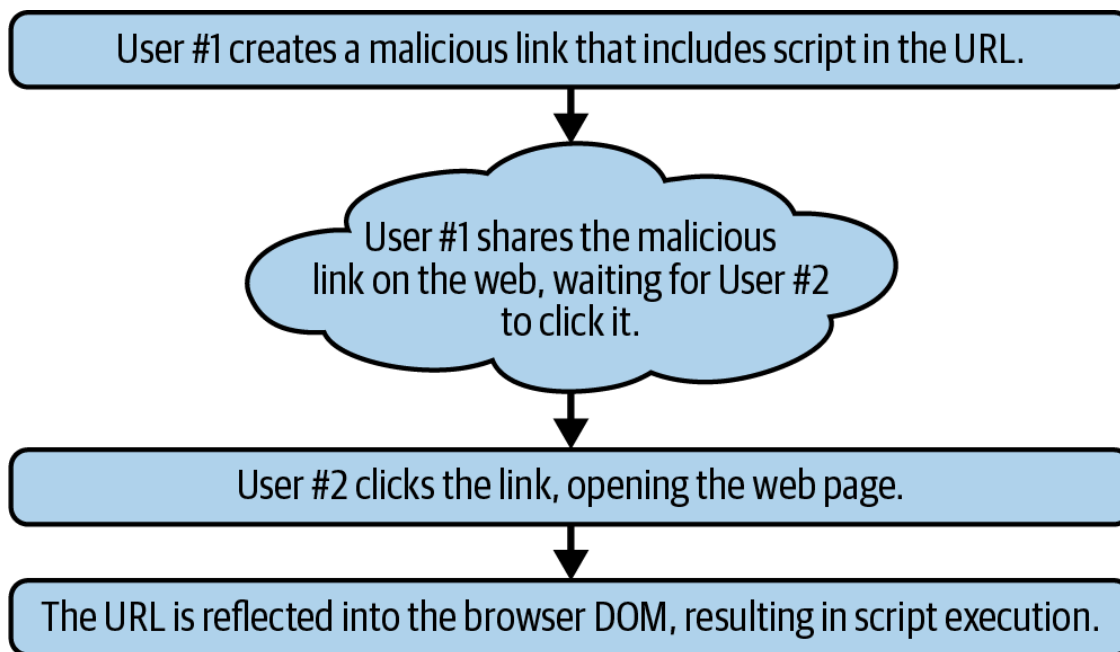 User #1 creates a malicious link that includes script in the URL.
User #1 shares the malicious
link on the web, waiting for User #2
to click it.
User #2 clicks the link, opening the web page.
The URL is reflected into the browser DOM, resulting in script execution.